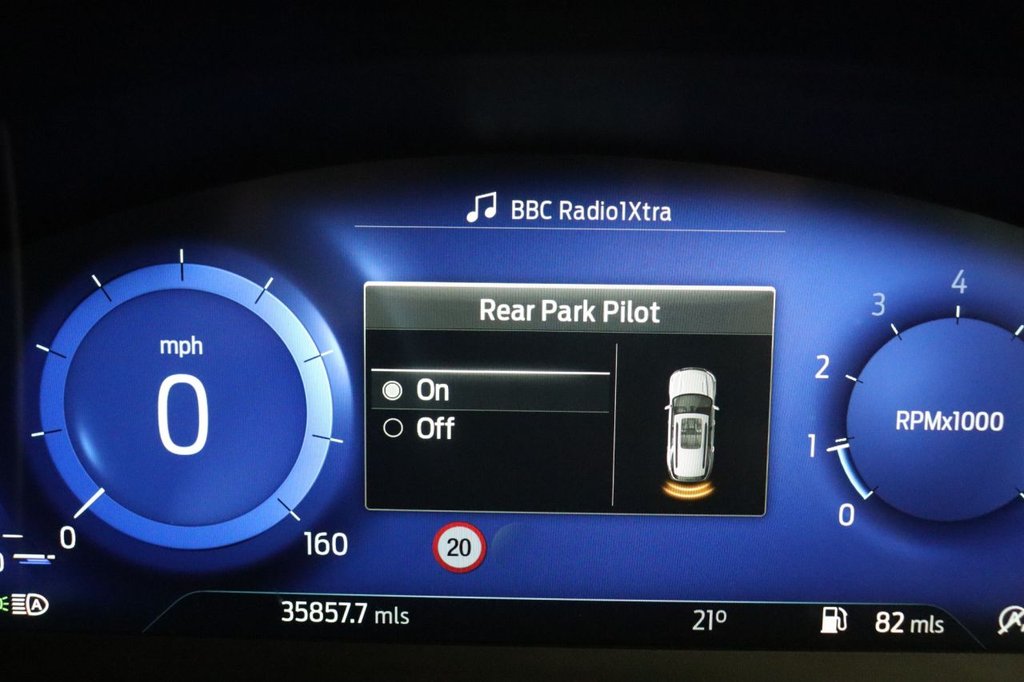 BBC Radio1Xtra
Rear Park Pilot
On
Off
mph
0
0
160
20
4
3
2
1
0
RPMx1000
35857.7 mls
21º
82 mls
A